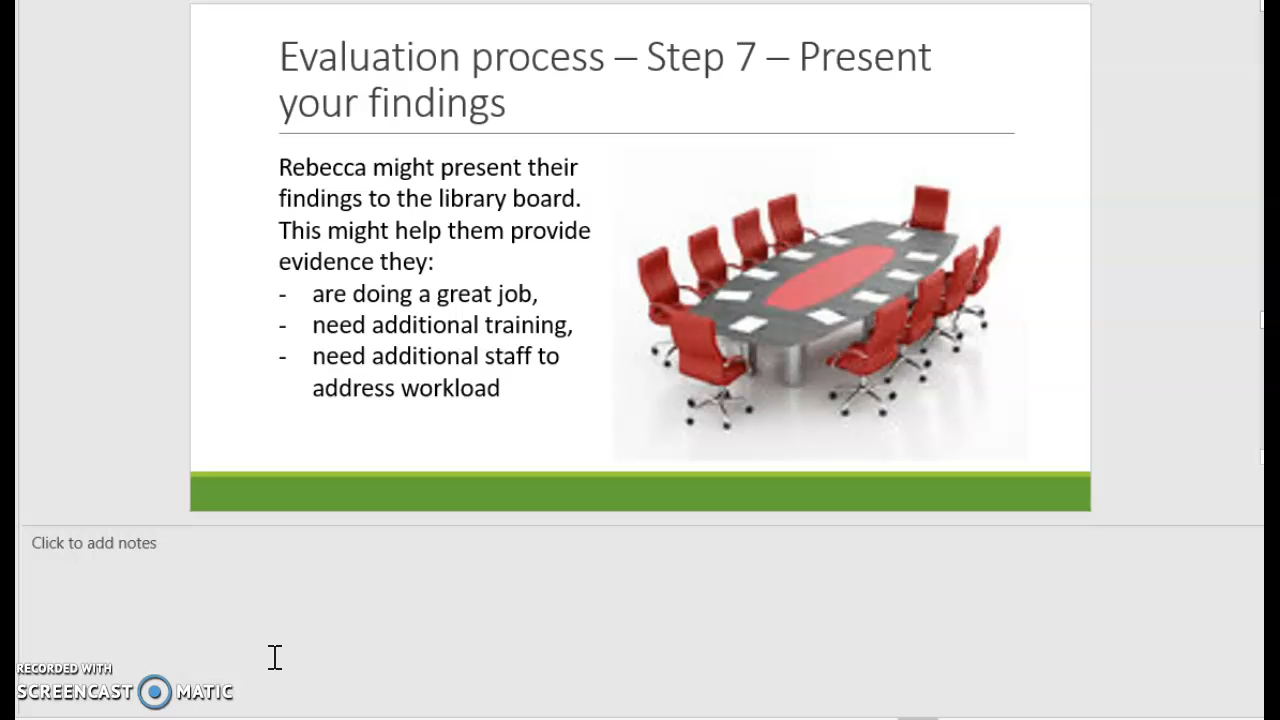 Evaluation process – Step 7 – Present
your findings
Rebecca might present their
findings to the library board.
This might help them provide
evidence they:
- are doing a great job,
- need additional training,
- need additional staff to
address workload
Click to add notes
RECORDED WITH
SCREENCAST MATIC